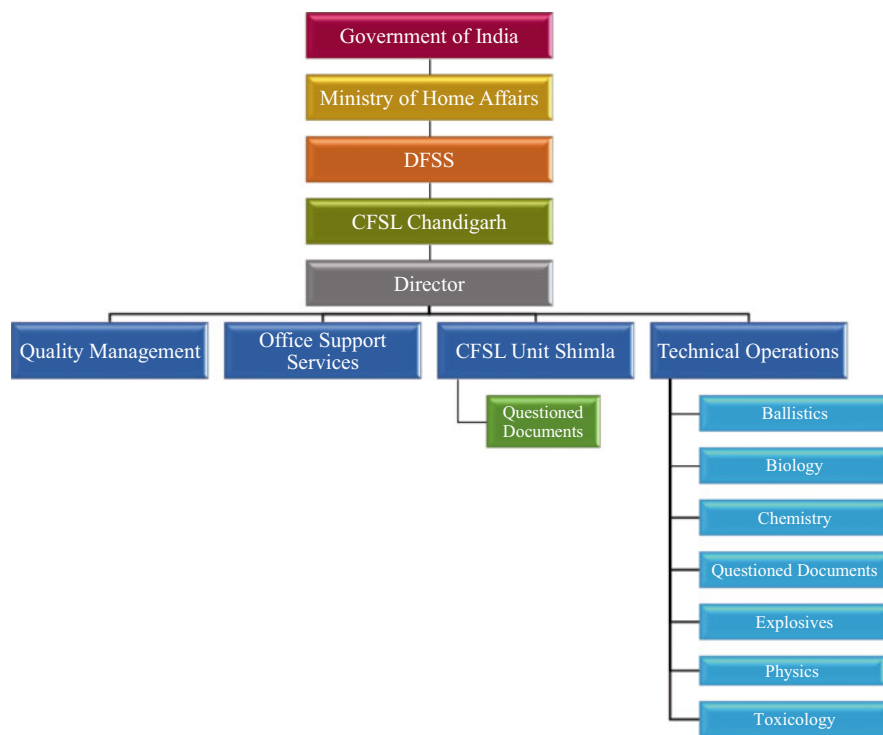 Government of India
Ministry of Home Affairs
DFSS
CFSL Chandigarh
Director
Quality Management
Office Support
Services
CFSL Unit Shimla
Technical Operations
Questioned
Documents
Ballistics
Biology
Chemistry
Questioned Documents
Explosives
Physics
Toxicology